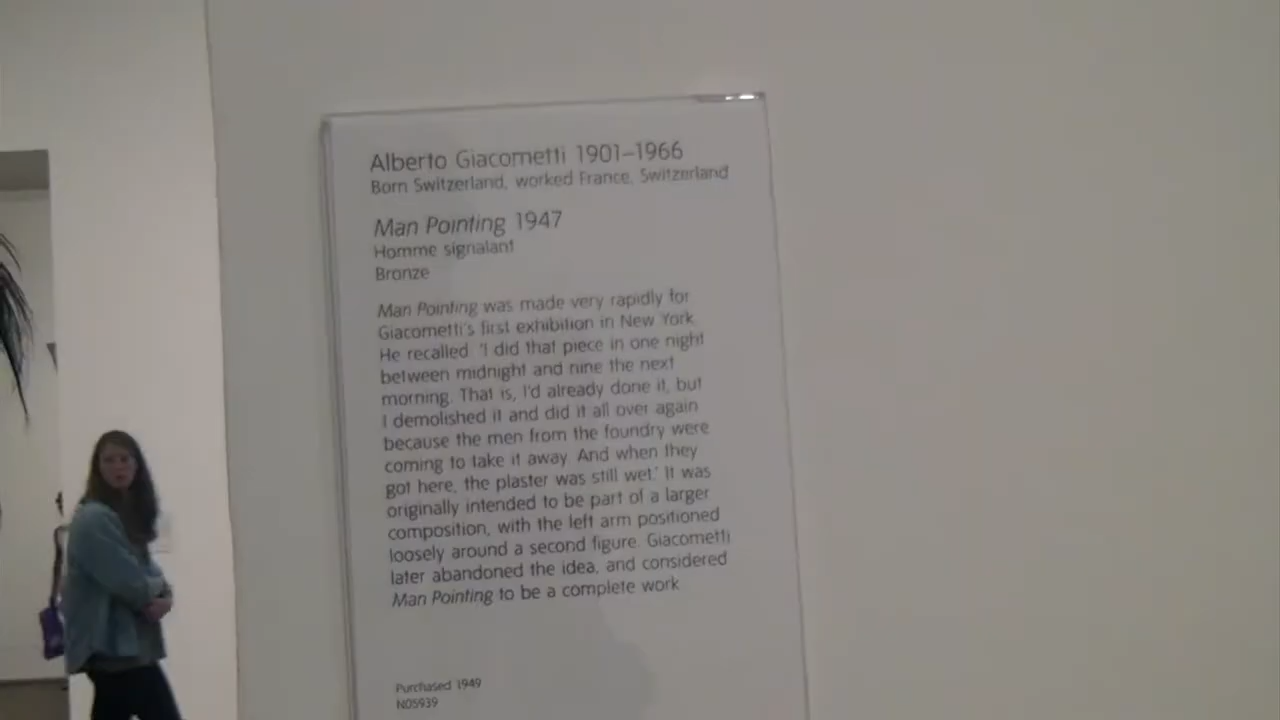 Alberto Giacometti 1901–1966
Born Switzerland, worked France, Switzerland
Man Pointing 1947
Homme signalant
Bronze
Man Pointing was made very rapidly for
Giacometti's first exhibition in New York.
He recalled: 'I did that piece in one night
between midnight and nine the next
morning. That is, I'd already done it, but
I demolished it and did it all over again
because the men from the foundry were
coming to take it away. And when they
got here, the plaster was still wet.' It was
originally intended to be part of a larger
composition, with the left arm positioned
loosely around a second figure. Giacometti
later abandoned the idea, and considered
Man Pointing to be a complete work.
Purchased 1949
N05939